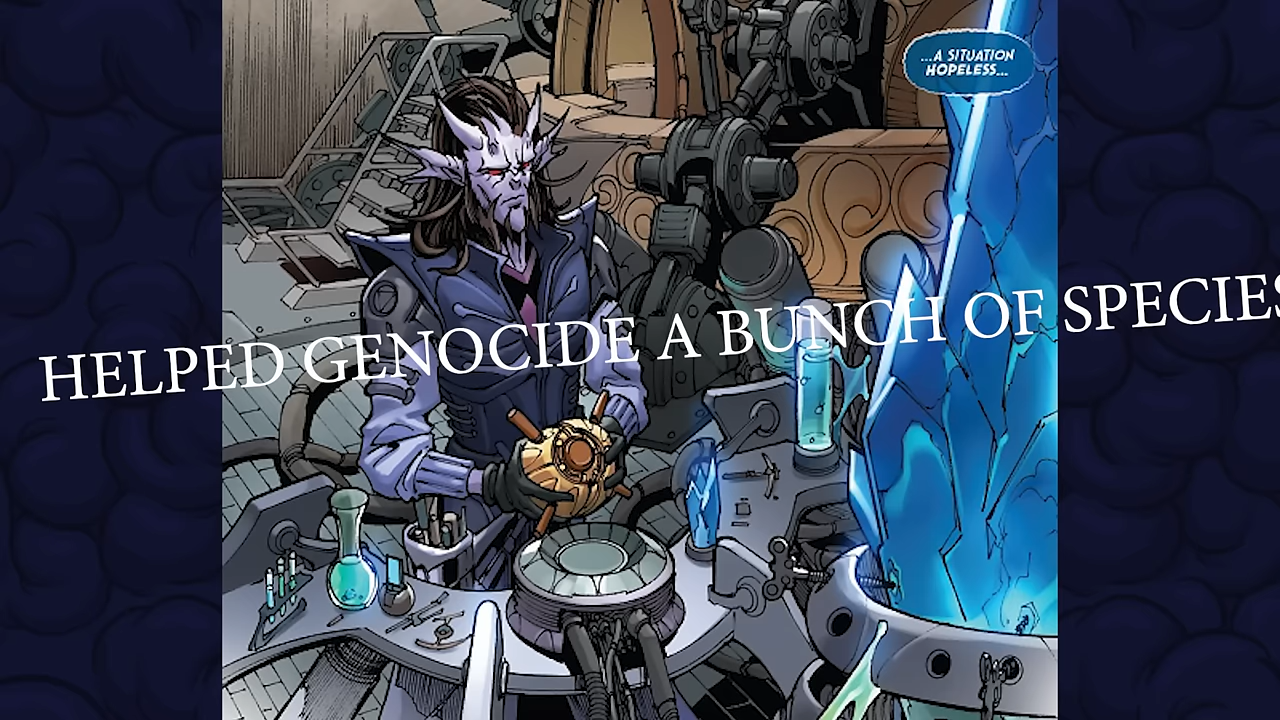 ...A SITUATION
HOPELESS...
HELPED GENOCIDE A BUNCH OF SPECIES